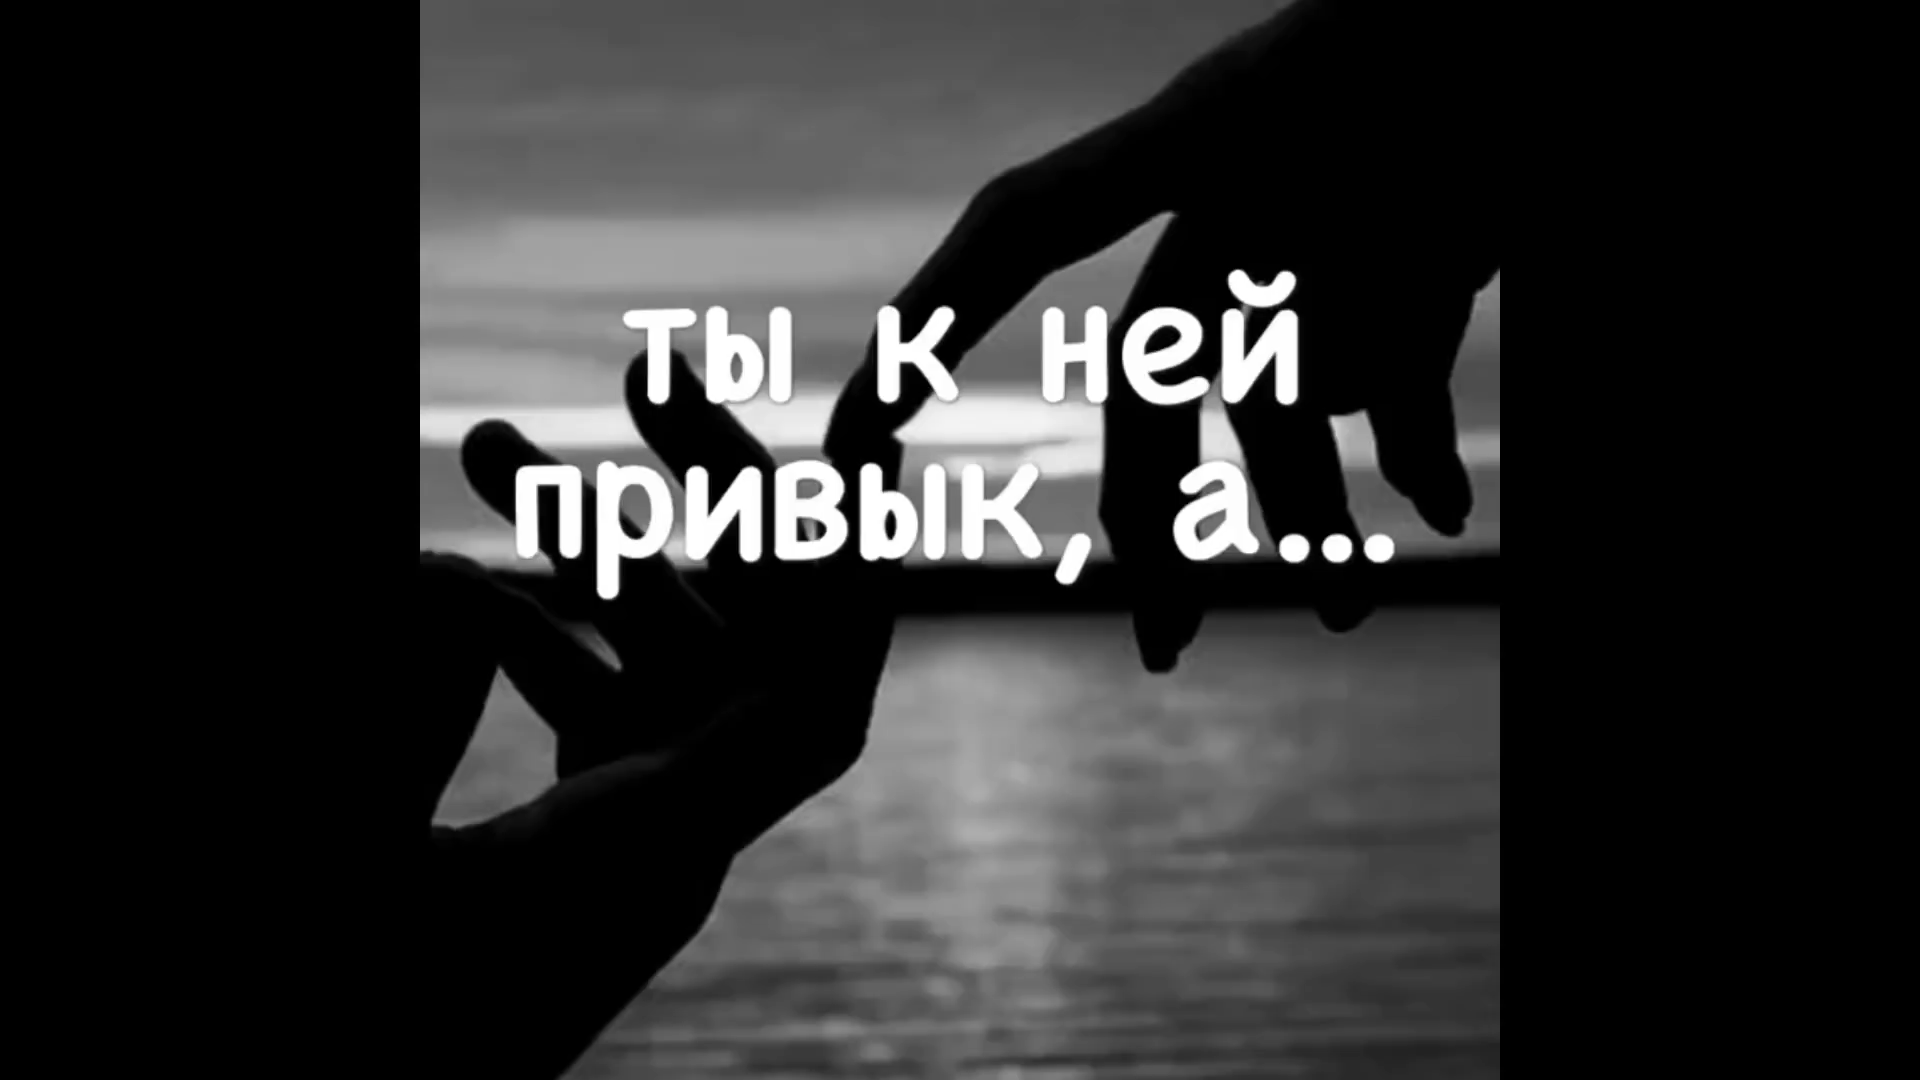 ты к ней
привык, а...